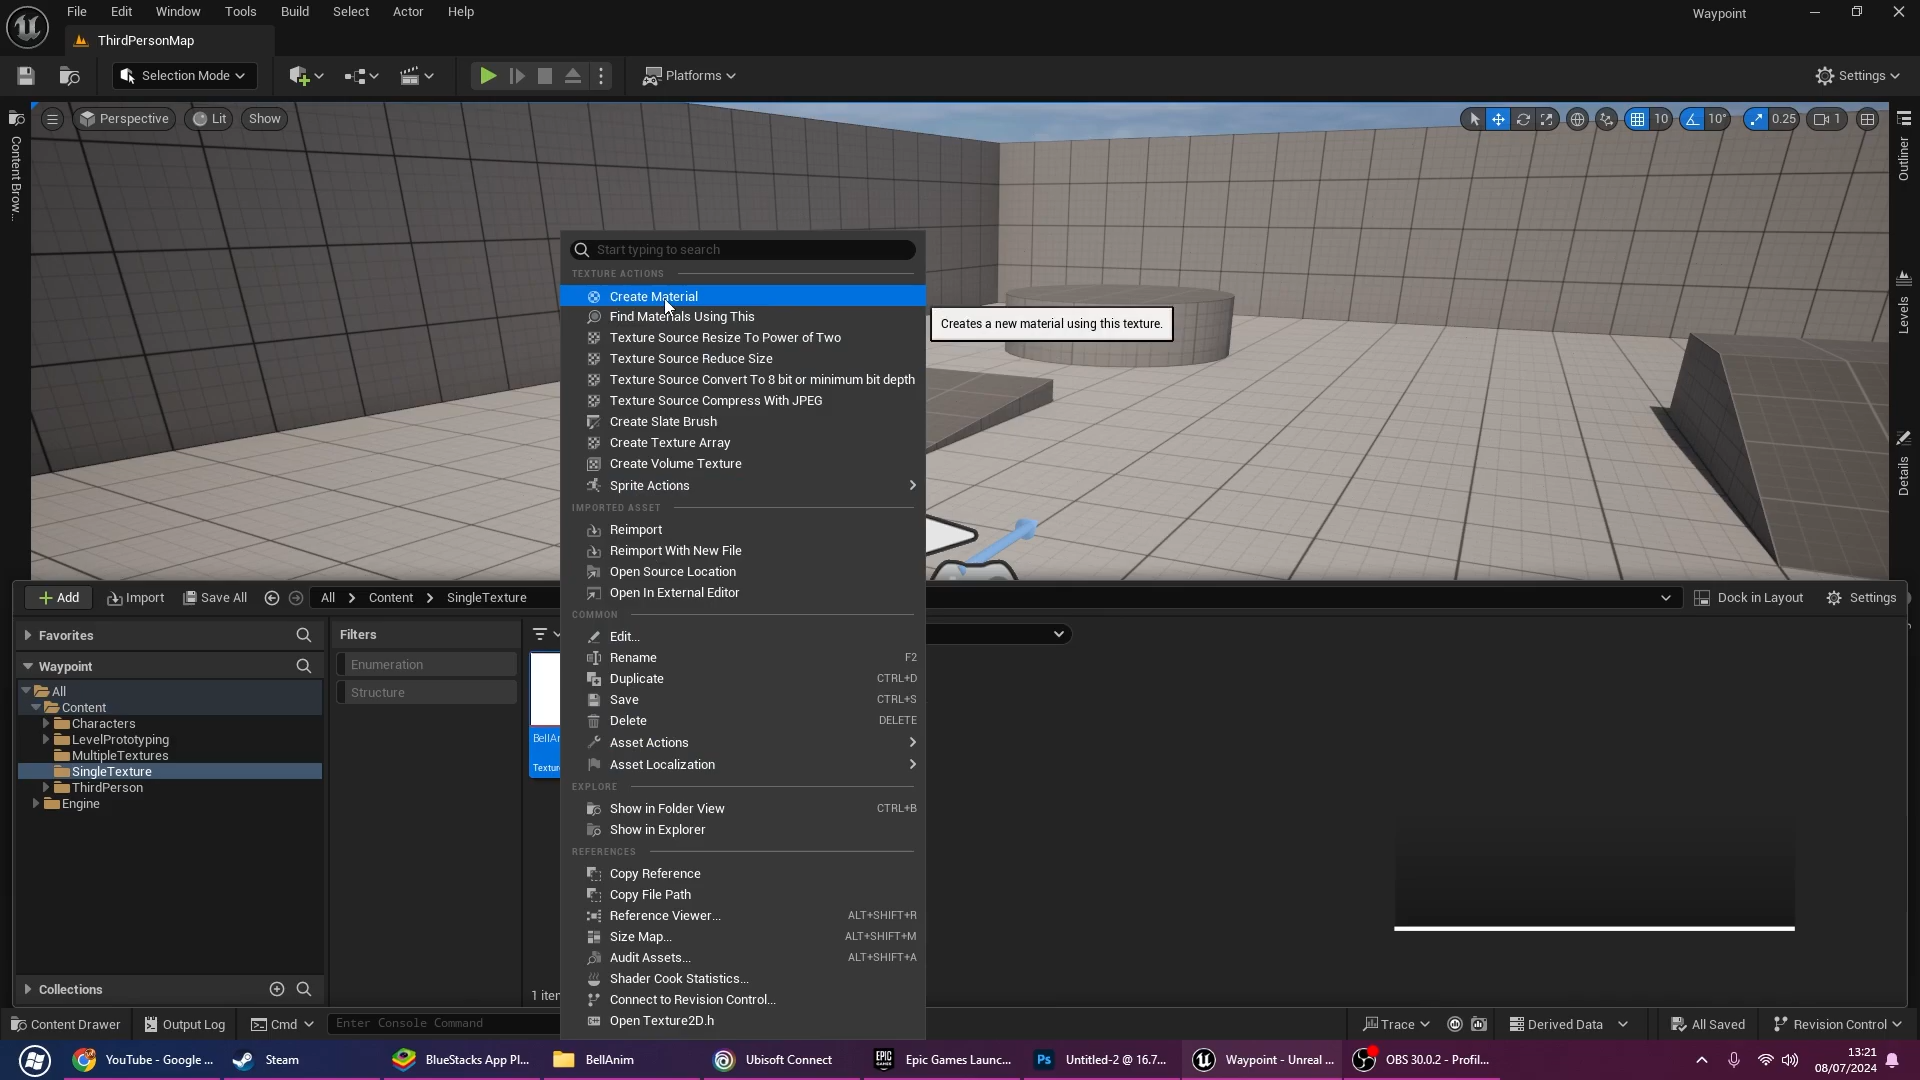 File Edit Window Tools Build Select Actor Help
Waypoint
ThirdPersonMap
Selection Mode
Platforms
Settings
Perspective Lit Show
10 10° 0.25 1
Content Brow...
Outliner
Levels
Details
Start typing to search
TEXTURE ACTIONS
Create Material
Creates a new material using this texture.
Find Materials Using This
Texture Source Resize To Power of Two
Texture Source Reduce Size
Texture Source Convert To 8 bit or minimum bit depth
Texture Source Compress With JPEG
Create Slate Brush
Create Texture Array
Create Volume Texture
Sprite Actions
IMPORTED ASSET
Reimport
Reimport With New File
Open Source Location
Open In External Editor
COMMON
Edit...
Rename F2
Duplicate CTRL+D
Save CTRL+S
Delete DELETE
Asset Actions
Asset Localization
EXPLORE
Show in Folder View CTRL+B
Show in Explorer
REFERENCES
Copy Reference
Copy File Path
Reference Viewer... ALT+SHIFT+R
Size Map... ALT+SHIFT+M
Audit Assets... ALT+SHIFT+A
Shader Cook Statistics...
Connect to Revision Control...
Open Texture2D.h
Add Import Save All All Content SingleTexture
Dock in Layout Settings
Favorites
Waypoint
All
Content
Characters
LevelPrototyping
MultipleTextures
SingleTexture
ThirdPerson
Engine
Collections
Filters
Enumeration
Structure
BellAn
Texture
1 iten
Content Drawer Output Log Cmd Enter Console Command
Trace Derived Data All Saved Revision Control
YouTube - Google ... Steam BlueStacks App Pl... BellAnim Ubisoft Connect EPIC GAMES Epic Games Launc... Ps Untitled-2 @ 16.7... Waypoint - Unreal ... OBS 30.0.2 - Profil...
13:21
08/07/2024